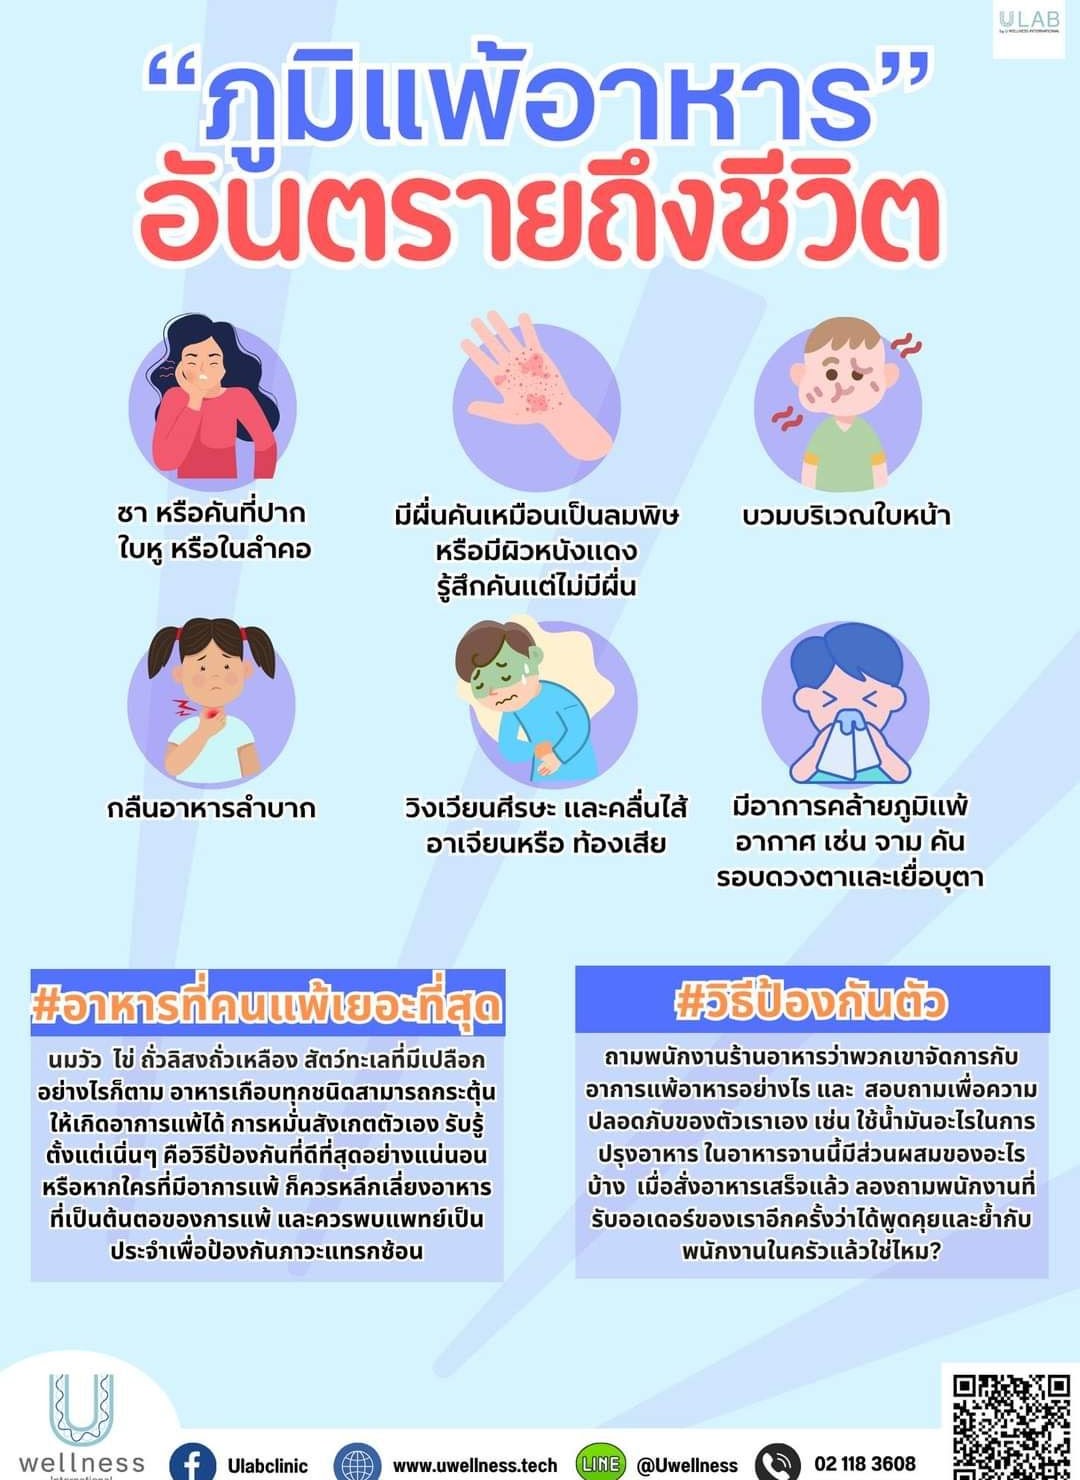 ULAB
by U WELLNESS INTERNATIONAL
“ภูมิแพ้อาหาร”
อันตรายถึงชีวิต
ชา หรือคันที่ปาก
ใบหู หรือในลำคอ
มีผื่นคันเหมือนเป็นลมพิษ
หรือมีผิวหนังแดง
รู้สึกคันแต่ไม่มีผื่น
บวมบริเวณใบหน้า
กลืนอาหารลำบาก
วิงเวียนศีรษะ และคลื่นไส้
อาเจียนหรือ ท้องเสีย
มีอาการคล้ายภูมิแพ้
อากาศ เช่น จาม คัน
รอบดวงตาและเยื่อบุตา
#อาหารที่คนแพ้เยอะที่สุด
นมวัว ไข่ ถั่วลิสงถั่วเหลือง สัตว์ทะเลที่มีเปลือก
อย่างไรก็ตาม อาหารเกือบทุกชนิดสามารถกระตุ้น
ให้เกิดอาการแพ้ได้ การหมั่นสังเกตตัวเอง รับรู้
ตั้งแต่เนิ่นๆ คือวิธีป้องกันที่ดีที่สุดอย่างแน่นอน
หรือหากใครที่มีอาการแพ้ ก็ควรหลีกเลี่ยงอาหาร
ที่เป็นต้นตอของการแพ้ และควรพบแพทย์เป็น
ประจำเพื่อป้องกันภาวะแทรกซ้อน
#วิธีป้องกันตัว
ถามพนักงานร้านอาหารว่าพวกเขาจัดการกับ
อาการแพ้อาหารอย่างไร และ สอบถามเพื่อความ
ปลอดภับของตัวเราเอง เช่น ใช้น้ำมันอะไรในการ
ปรุงอาหาร ในอาหารจานนี้มีส่วนผสมของอะไร
บ้าง เมื่อสั่งอาหารเสร็จแล้ว ลองถามพนักงานที่
รับออเดอร์ของเราอีกครั้งว่าได้พูดคุยและย้ำกับ
พนักงานในครัวแล้วใช่ไหม?
wellness
International
Ulabclinic
www.uwellness.tech
LINE
@Uwellness
02 118 3608